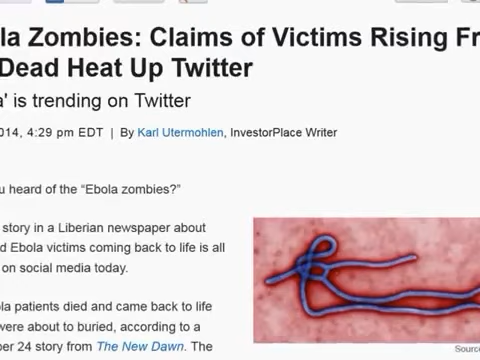 la Zombies: Claims of Victims Rising Fr
Dead Heat Up Twitter
' is trending on Twitter
014, 4:29 pm EDT | By Karl Utermohlen, InvestorPlace Writer
u heard of the “Ebola zombies?”
story in a Liberian newspaper about
d Ebola victims coming back to life is all
on social media today.
la patients died and came back to life
were about to buried, according to a
er 24 story from The New Dawn. The
Source